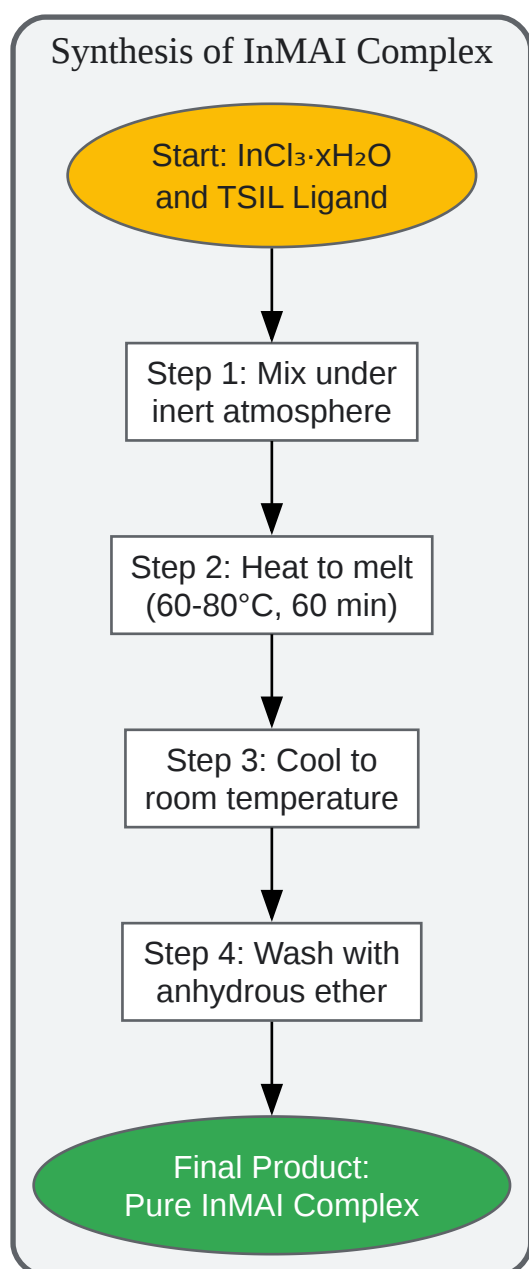 Synthesis of InMAI Complex
Start: InCl₃·xH₂O
and TSIL Ligand
Step 1: Mix under
inert atmosphere
Step 2: Heat to melt
(60-80°C, 60 min)
Step 3: Cool to
room temperature
Step 4: Wash with
anhydrous ether
Final Product:
Pure InMAI Complex